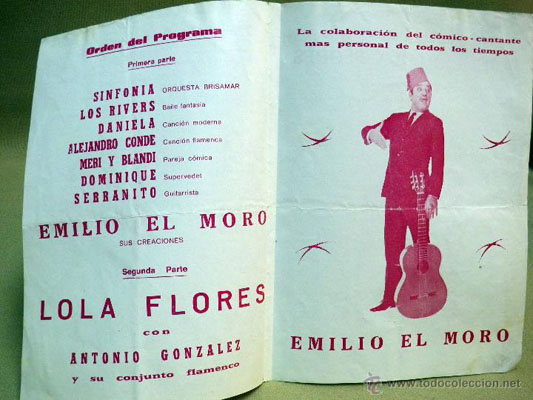 Orden del Programa
Primera parte
SINFONIA ORQUESTA BRISAMAR
LOS RIVERS Baile fantasia
DANIELA Canción moderna
ALEJANDRO CONDE Canción flamenca
MERI Y BLANDI Pareja cómica
DOMINIQUE Supervedet
SERRANITO Guitarrista
EMILIO EL MORO
SUS CREACIONES
Segunda Parte
LOLA FLORES
con
ANTONIO GONZALEZ
y su conjunto flamenco
La colaboración del cómico-cantante
mas personal de todos los tiempos
EMILIO EL MORO
www.todocoleccion.net